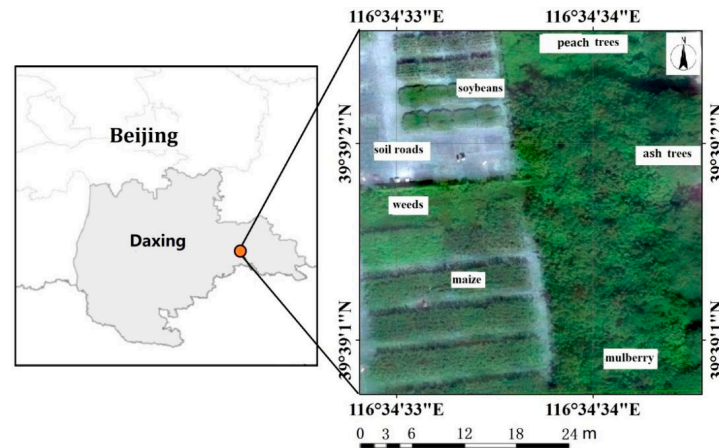 116°34'33"E 116°34'34"E
Beijing
Daxing
39°39'2"N
39°39'1"N
peach trees
N
soybeans
soil roads
ash trees
weeds
maize
mulberry
39°39'2"N
39°39'1"N
116°34'33"E 116°34'34"E
0 3 6 12 18 24 m